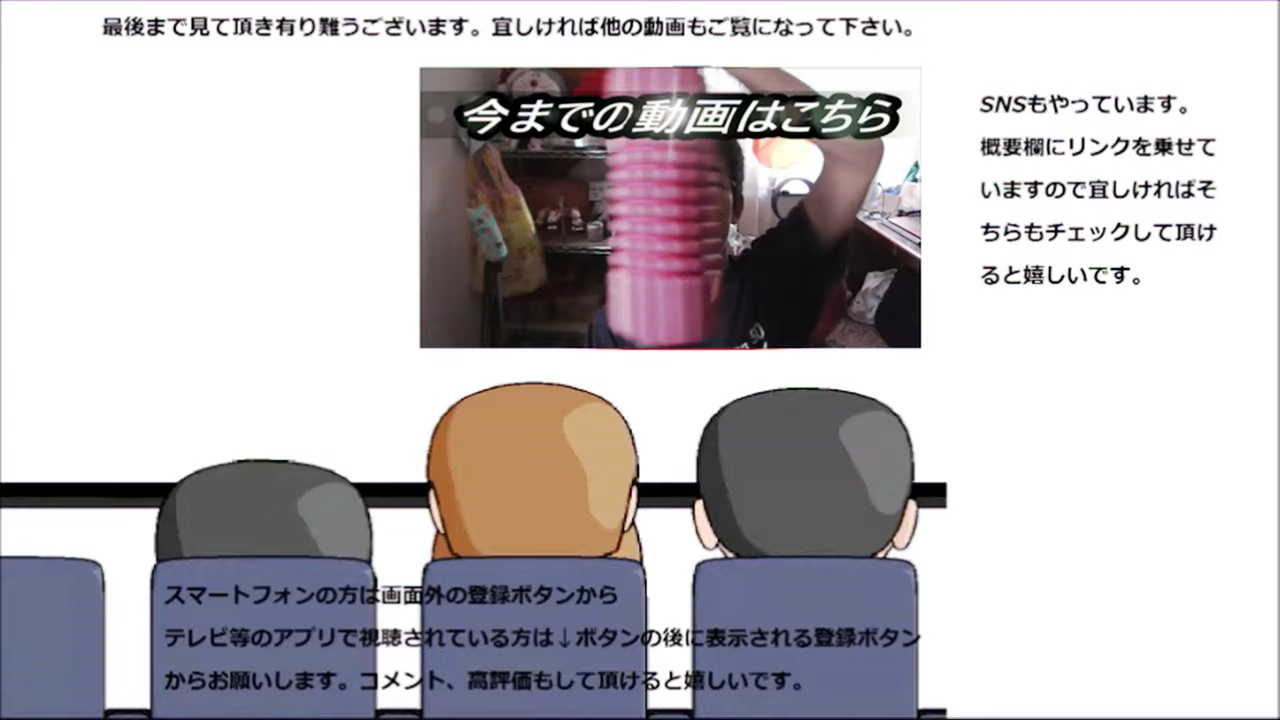 最後まで見て頂き有り難うございます。宜しければ他の動画もご覧になって下さい。
今までの動画はこちら
SNSもやっています。
概要欄にリンクを乗せて
いますので宜しければそ
ちらもチェックして頂け
ると嬉しいです。
スマートフォンの方は画面外の登録ボタンから
テレビ等のアプリで視聴されている方は↓ボタンの後に表示される登録ボタン
からお願いします。コメント、高評価もして頂けると嬉しいです。